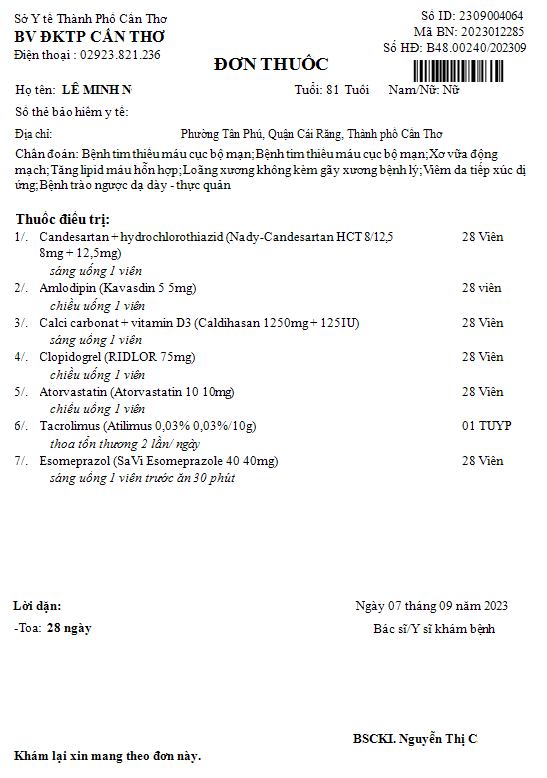 Sở Y tế Thành Phố Cần Thơ
BV ĐKTP CẦN THƠ
Điện thoại : 02923.821.236
Số ID: 2309004064
Mã BN: 2023012285
Số HĐ: B48.00240/202309
ĐƠN THUỐC
Họ tên: LÊ MINH N Tuổi: 81 Tuổi Nam/Nữ: Nữ
Số thẻ bảo hiểm y tế:
Địa chỉ: Phường Tân Phú, Quận Cái Răng, Thành phố Cần Thơ
Chẩn đoán: Bệnh tim thiếu máu cục bộ mạn;Bệnh tim thiếu máu cục bộ mạn;Xơ vữa động
mạch;Tăng lipid máu hỗn hợp;Loãng xương không kèm gãy xương bệnh lý;Viêm da tiếp xúc dị
ứng;Bệnh trào ngược dạ dày - thực quản
Thuốc điều trị:
1/. Candesartan + hydrochlorothiazid (Nady-Candesartan HCT 8/12,5 28 Viên
8mg + 12,5mg)
sáng uống 1 viên
2/. Amlodipin (Kavasdin 5 5mg) 28 viên
chiều uống 1 viên
3/. Calci carbonat + vitamin D3 (Caldihasan 1250mg + 125IU) 28 Viên
sáng uống 1 viên
4/. Clopidogrel (RIDLOR 75mg) 28 Viên
chiều uống 1 viên
5/. Atorvastatin (Atorvastatin 10 10mg) 28 Viên
chiều uống 1 viên
6/. Tacrolimus (Atilimus 0,03% 0,03%/10g) 01 TUYP
thoa tổn thương 2 lần/ ngày
7/. Esomeprazol (SaVi Esomeprazole 40 40mg) 28 Viên
sáng uống 1 viên trước ăn 30 phút
Lời dặn: Ngày 07 tháng 09 năm 2023
-Toa: 28 ngày Bác sĩ/Y sĩ khám bệnh
BSCKI. Nguyễn Thị C
Khám lại xin mang theo đơn này.